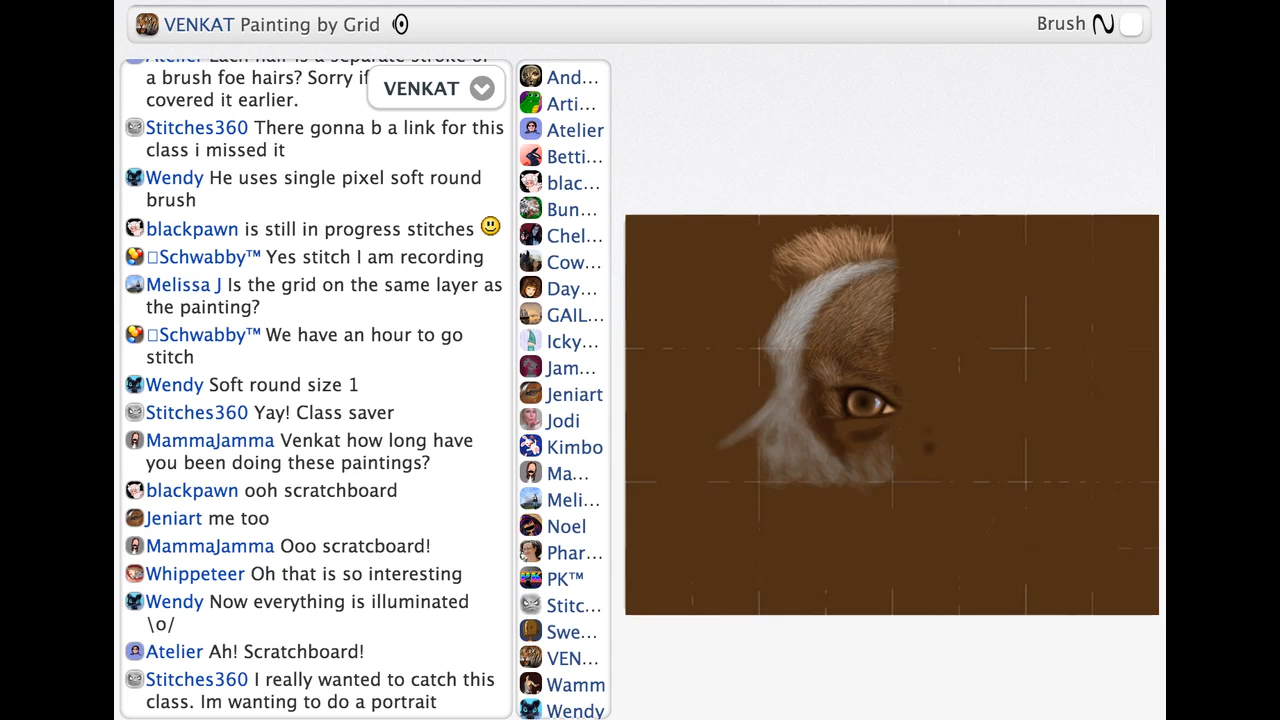 VENKAT Painting by Grid
Brush
Atelier Each hair is a separate stroke of
a brush foe hairs? Sorry if
covered it earlier.
VENKAT
Stitches360 There gonna b a link for this
class i missed it
Wendy He uses single pixel soft round
brush
blackpawn is still in progress stitches
Schwabby™ Yes stitch I am recording
Melissa J Is the grid on the same layer as
the painting?
Schwabby™ We have an hour to go
stitch
Wendy Soft round size 1
Stitches360 Yay! Class saver
MammaJamma Venkat how long have
you been doing these paintings?
blackpawn ooh scratchboard
Jeniart me too
MammaJamma Ooo scratcboard!
Whippeteer Oh that is so interesting
Wendy Now everything is illuminated
\o/
Atelier Ah! Scratchboard!
Stitches360 I really wanted to catch this
class. Im wanting to do a portrait
And...
Arti...
Atelier
Betti...
blac...
Bun...
Chel...
Cow...
Day...
GAIL...
Icky...
Jam...
Jeniart
Jodi
Kimbo
Ma...
Meli...
Noel
Phar...
PK™
Stitc...
Swe...
VEN...
Wamm
Wendy